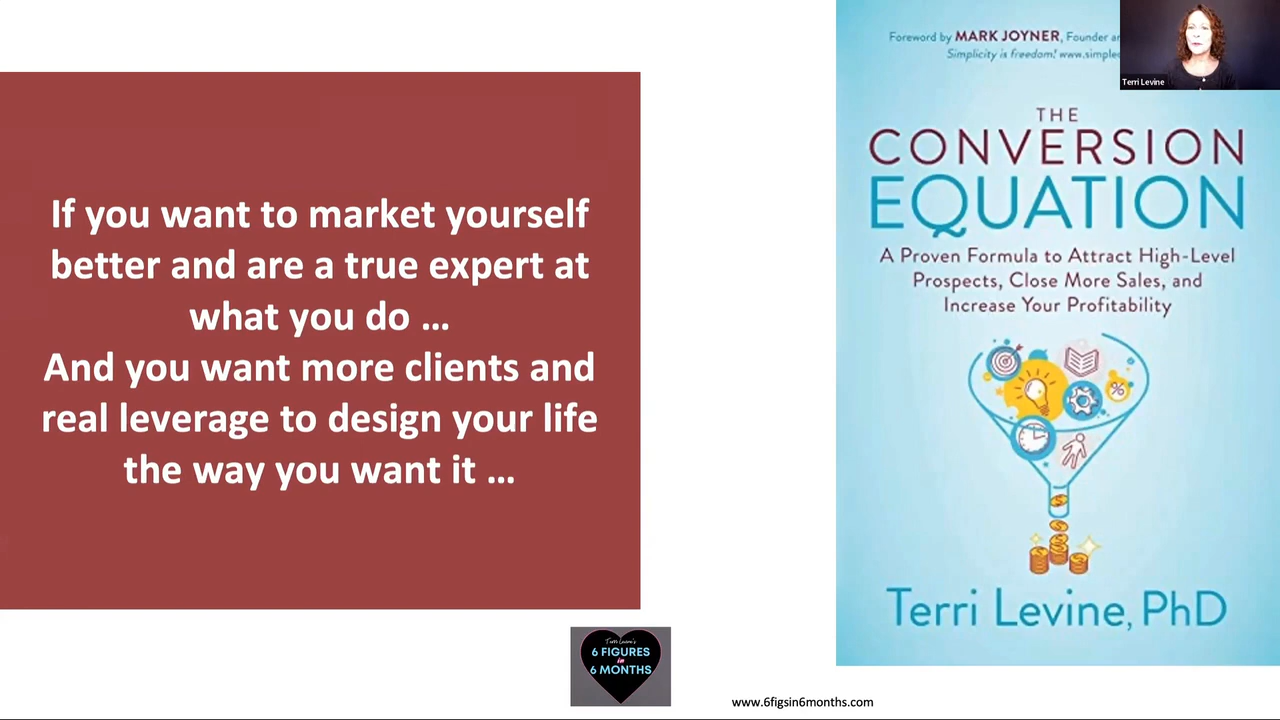 If you want to market yourself
better and are a true expert at
what you do ...
And you want more clients and
real leverage to design your life
the way you want it ...
Foreword by MARK JOYNER, Founder
Simplicity is freedom! www.
Terri Levine
THE
CONVERSION
EQUATION
A Proven Formula to Attract High-Level
Prospects, Close More Sales, and
Increase Your Profitability
Terri Levine, PhD
Terri Levine's
6 FIGURES
in
6 MONTHS
www.6figsin6months.com